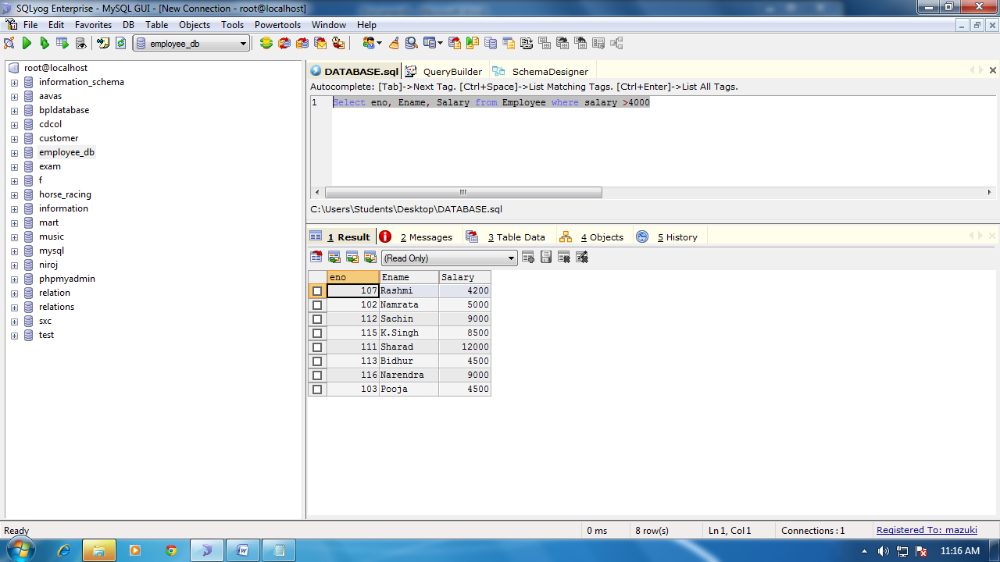 SQLyog Enterprise - MySQL GUI - [New Connection - root@localhost]
File Edit Favorites DB Table Objects Tools Powertools Window Help
employee_db
root@localhost
information_schema
aavas
bpldatabase
cdcol
customer
employee_db
exam
f
horse_racing
information
mart
music
mysql
niroj
phpmyadmin
relation
relations
sxc
test
DATABASE.sql QueryBuilder SchemaDesigner
Autocomplete: [Tab]->Next Tag. [Ctrl+Space]->List Matching Tags. [Ctrl+Enter]->List All Tags.
1 Select eno, Ename, Salary from Employee where salary >4000
C:\Users\Students\Desktop\DATABASE.sql
1 Result 2 Messages 3 Table Data 4 Objects 5 History
(Read Only)
eno Ename Salary
107 Rashmi 4200
102 Namrata 5000
112 Sachin 9000
115 K.Singh 8500
111 Sharad 12000
113 Bidhur 4500
116 Narendra 9000
103 Pooja 4500
Ready 0 ms 8 row(s) Ln 1, Col 1 Connections : 1 Registered To: mazuki
11:16 AM